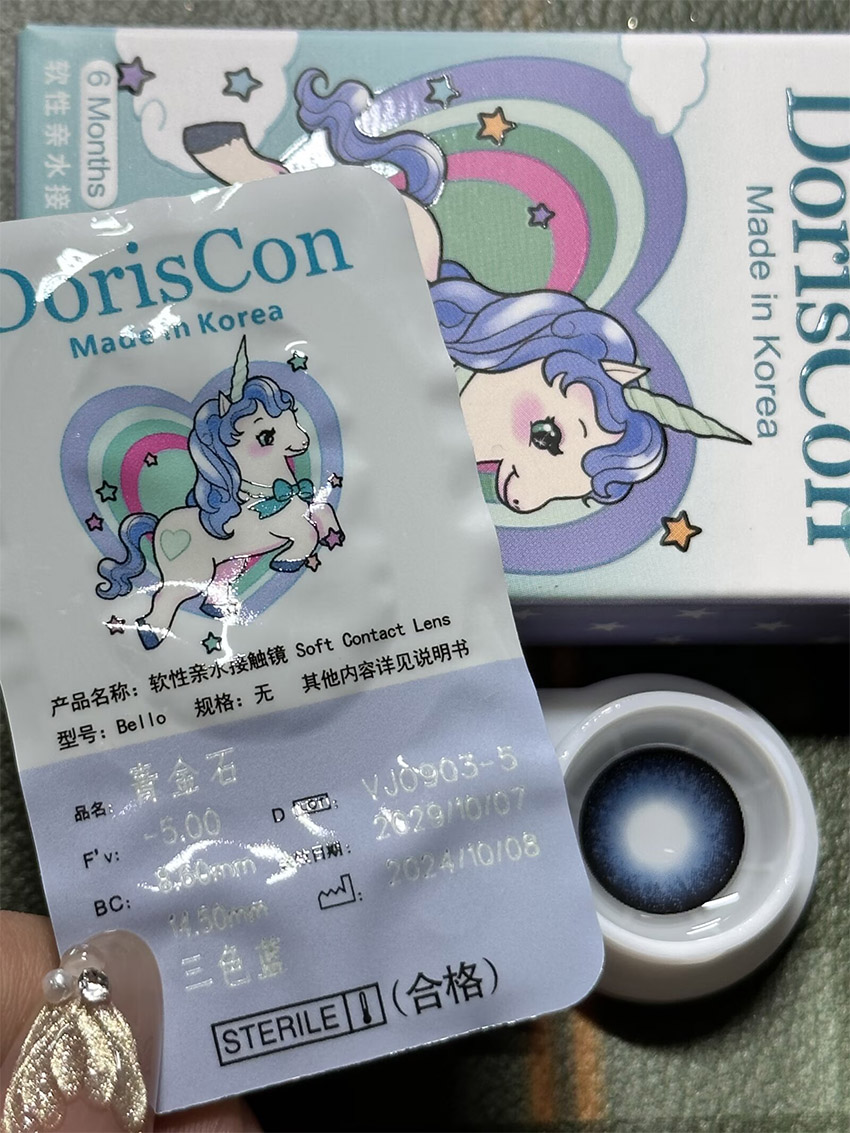 6 Months
软性亲水接
DorisCon
Made in Korea
DorisCon
Made in Korea
产品名称：软性亲水接触镜 Soft Contact Lens
型号：Bello 规格：无 其他内容详见说明书
品名： 青金石
F'v: -5.00
BC: 8.60mm
14.50mm
三色蓝
D LOT: VJ0903-5
日期： 2029/10/07
2024/10/08
STERILE (合格)